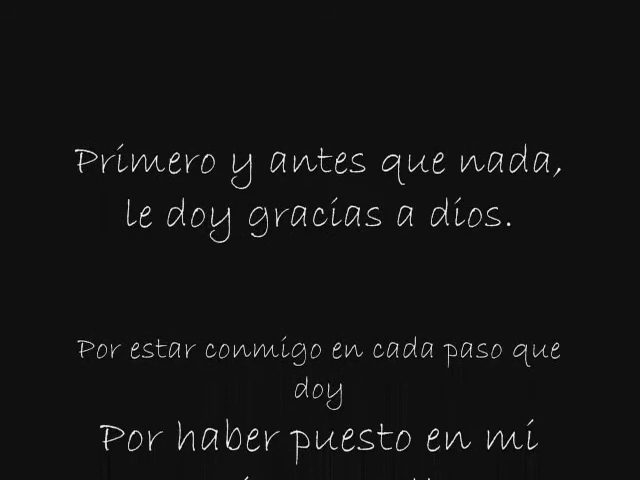 Primero y antes que nada,
le doy gracias a dios.
Por estar conmigo en cada paso que
doy
Por haber puesto en mi